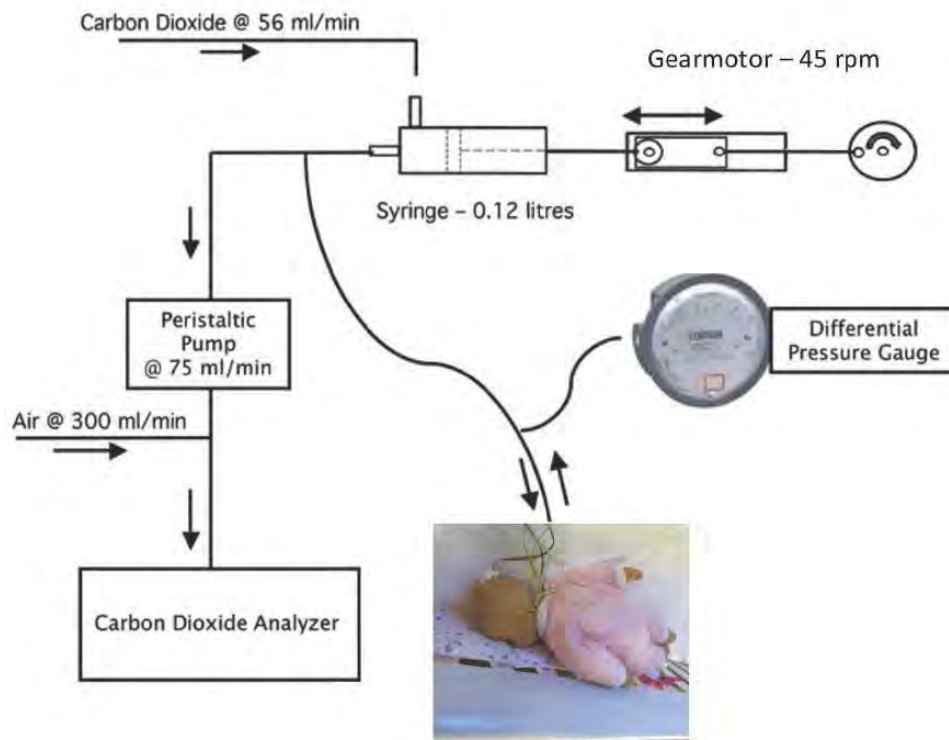 Carbon Dioxide @ 56 ml/min
Gearmotor – 45 rpm
Syringe – 0.12 litres
Peristaltic
Pump
@ 75 ml/min
Differential
Pressure Gauge
Air @ 300 ml/min
Carbon Dioxide Analyzer